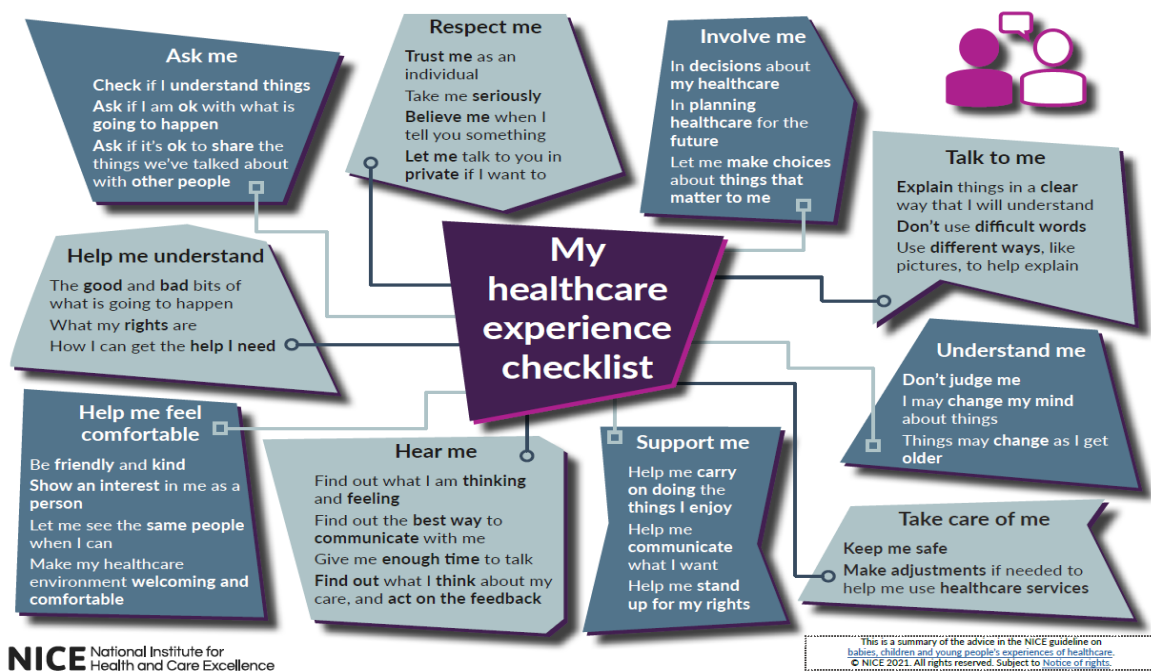 Ask me
Check if I understand things
Ask if I am ok with what is
going to happen
Ask if it's ok to share the
things we've talked about
with other people
Respect me
Trust me as an
individual
Take me seriously
Believe me when I
tell you something
Let me talk to you in
private if I want to
Involve me
In decisions about
my healthcare
In planning
healthcare for the
future
Let me make choices
about things that
matter to me
Talk to me
Explain things in a clear
way that I will understand
Don't use difficult words
Use different ways, like
pictures, to help explain
Help me understand
The good and bad bits of
what is going to happen
What my rights are
How I can get the help I need
My
healthcare
experience
checklist
Understand me
Don't judge me
I may change my mind
about things
Things may change as I get
older
Help me feel
comfortable
Be friendly and kind
Show an interest in me as a
person
Let me see the same people
when I can
Make my healthcare
environment welcoming and
comfortable
Hear me
Find out what I am thinking
and feeling
Find out the best way to
communicate with me
Give me enough time to talk
Find out what I think about my
care, and act on the feedback
Support me
Help me carry
on doing the
things I enjoy
Help me
communicate
what I want
Help me stand
up for my rights
Take care of me
Keep me safe
Make adjustments if needed to
help me use healthcare services
NICE National Institute for
Health and Care Excellence
This is a summary of the advice in the NICE guideline on
babies, children and young people's experiences of healthcare.
© NICE 2021. All rights reserved. Subject to Notice of rights.